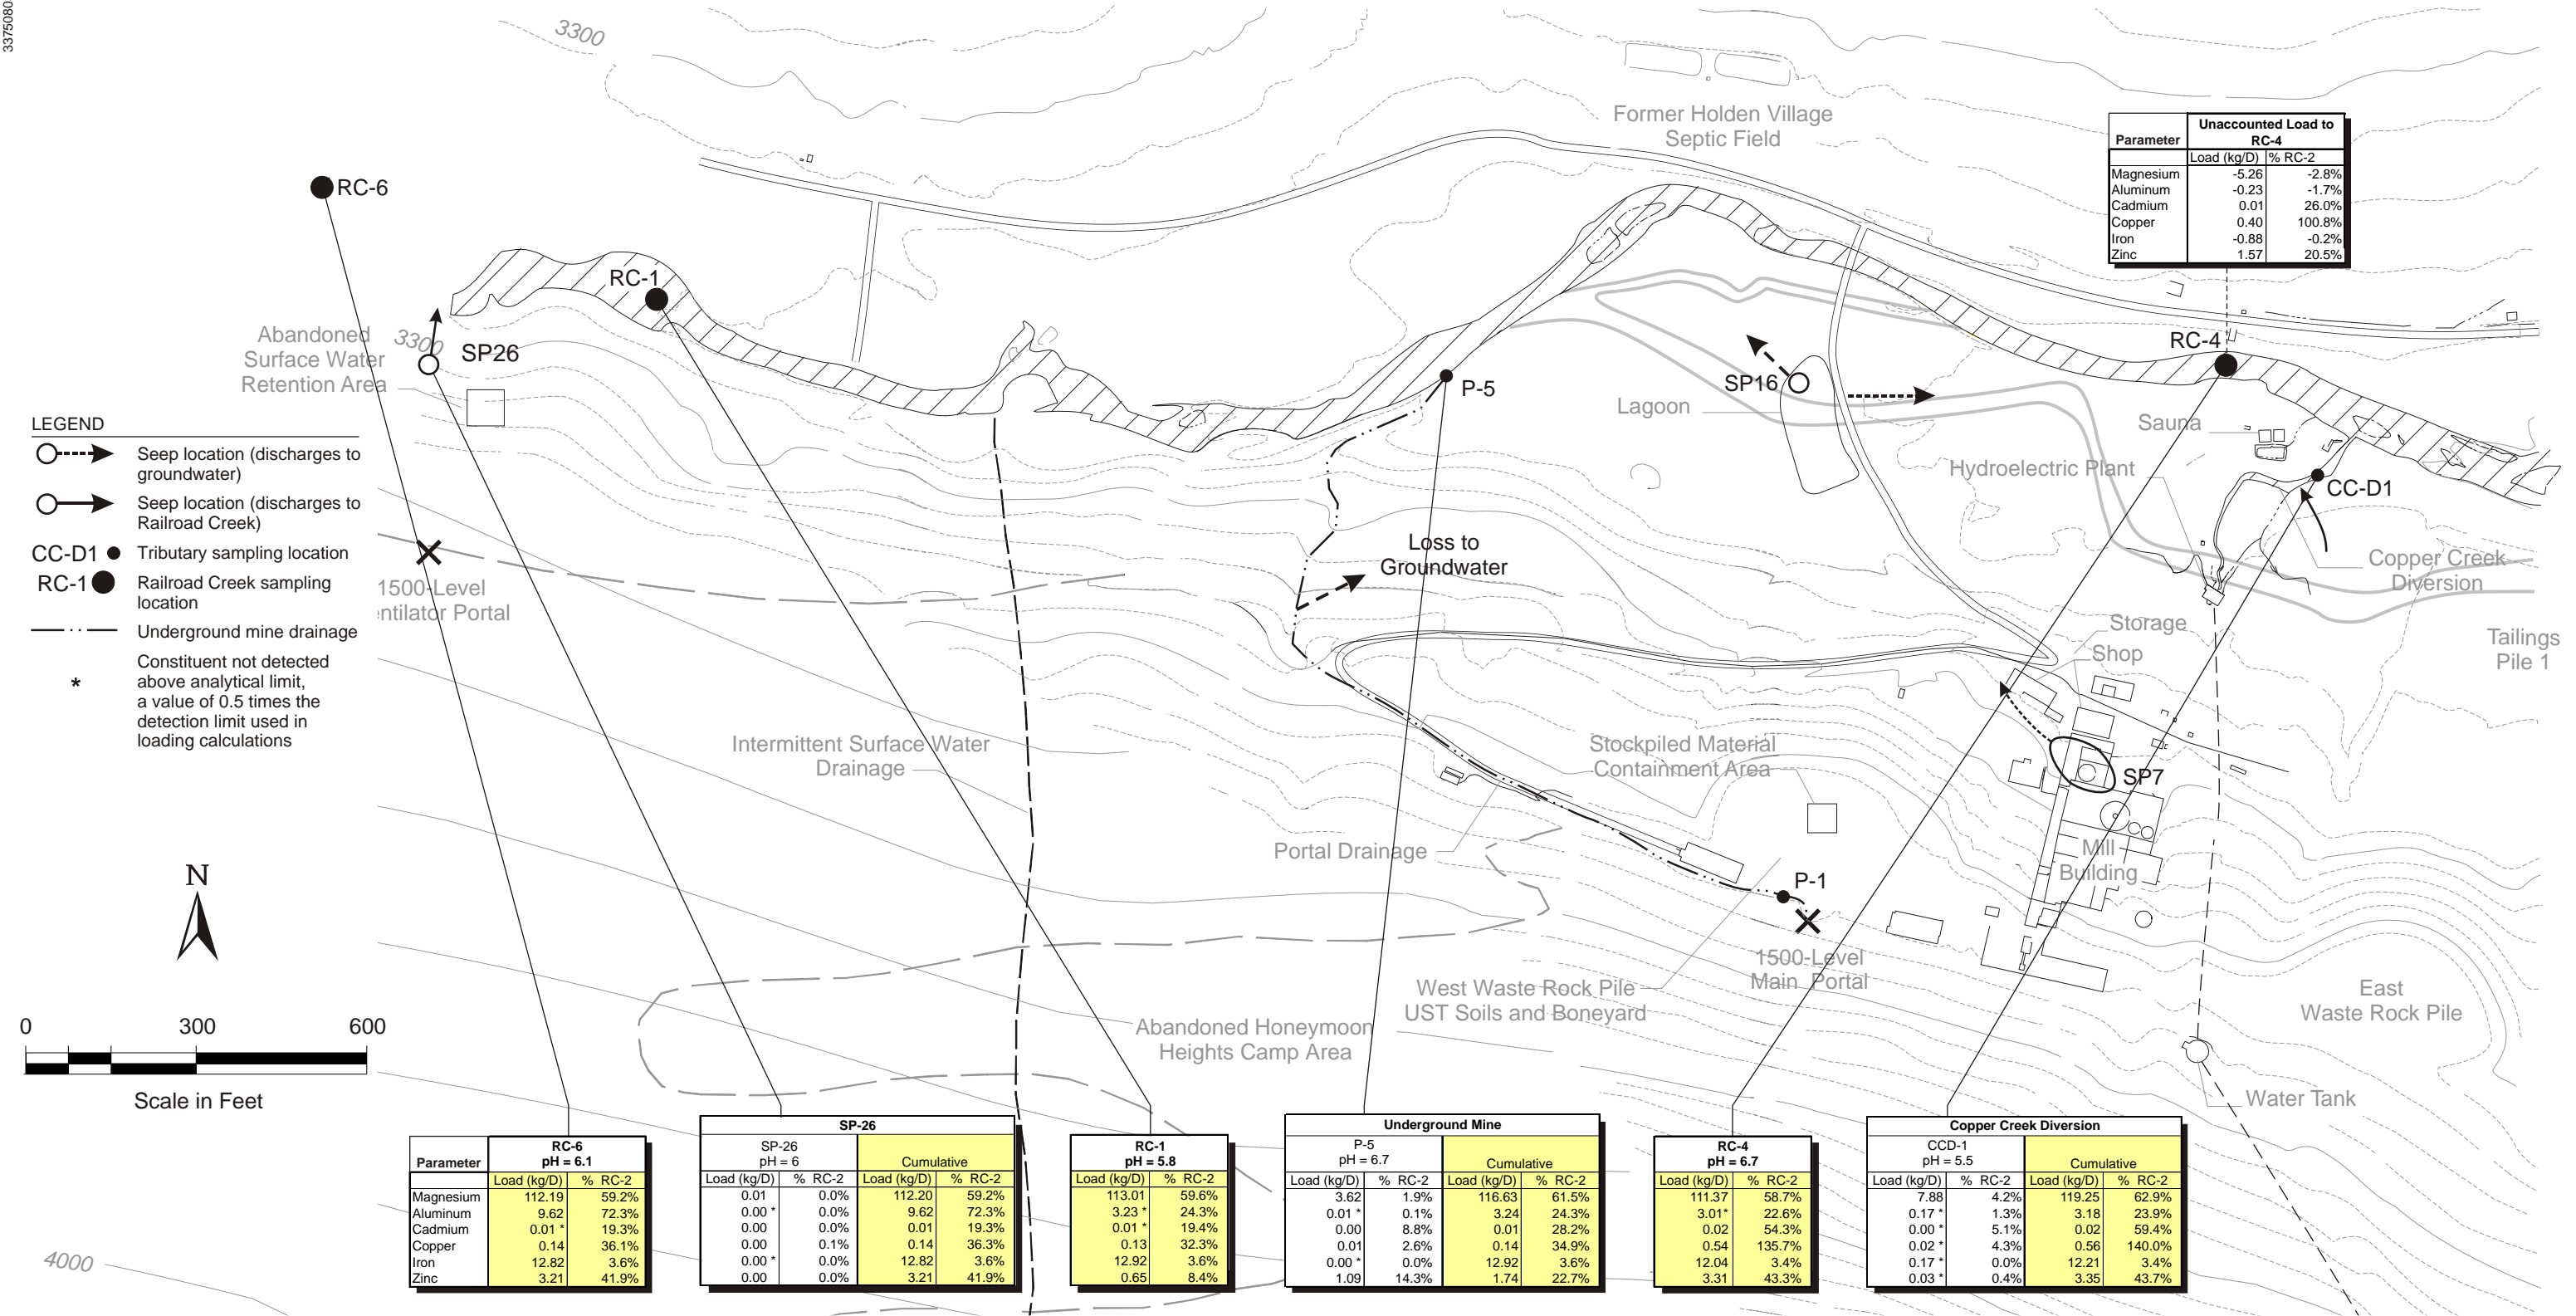 3375080
3300
Former Holden Village
Septic Field
Parameter
Unaccounted Load to
RC-4
Load (kg/D) % RC-2
Magnesium -5.26 -2.8%
Aluminum -0.23 -1.7%
Cadmium 0.01 26.0%
Copper 0.40 100.8%
Iron -0.88 -0.2%
Zinc 1.57 20.5%
RC-6
RC-1
Abandoned
Surface Water
Retention Area
3300
SP26
P-5
SP16
Lagoon
RC-4
Sauna
Hydroelectric Plant
CC-D1
Copper Creek
Diversion
LEGEND
Seep location (discharges to
groundwater)
Seep location (discharges to
Railroad Creek)
CC-D1 Tributary sampling location
RC-1 Railroad Creek sampling
location
Underground mine drainage
* Constituent not detected
above analytical limit,
a value of 0.5 times the
detection limit used in
loading calculations
1500-Level
entilator Portal
Loss to
Groundwater
Storage
Shop
Tailings
Pile 1
Intermittent Surface Water
Drainage
Stockpiled Material
Containment Area
SP7
Portal Drainage
Mill
Building
P-1
1500-Level
Main Portal
West Waste Rock Pile
UST Soils and Boneyard
East
Waste Rock Pile
Abandoned Honeymoon
Heights Camp Area
Water Tank
N
0 300 600
Scale in Feet
4000
Parameter
RC-6
pH = 6.1
Load (kg/D) % RC-2
Magnesium 112.19 59.2%
Aluminum 9.62 72.3%
Cadmium 0.01 * 19.3%
Copper 0.14 36.1%
Iron 12.82 3.6%
Zinc 3.21 41.9%
SP-26
SP-26
pH = 6 Cumulative
Load (kg/D) % RC-2 Load (kg/D) % RC-2
0.01 0.0% 112.20 59.2%
0.00 * 0.0% 9.62 72.3%
0.00 0.0% 0.01 19.3%
0.00 0.1% 0.14 36.3%
0.00 * 0.0% 12.82 3.6%
0.00 0.0% 3.21 41.9%
RC-1
pH = 5.8
Load (kg/D) % RC-2
113.01 59.6%
3.23 * 24.3%
0.01 * 19.4%
0.13 32.3%
12.92 3.6%
0.65 8.4%
Underground Mine
P-5
pH = 6.7 Cumulative
Load (kg/D) % RC-2 Load (kg/D) % RC-2
3.62 1.9% 116.63 61.5%
0.01 * 0.1% 3.24 24.3%
0.00 8.8% 0.01 28.2%
0.01 2.6% 0.14 34.9%
0.00 * 0.0% 12.92 3.6%
1.09 14.3% 1.74 22.7%
RC-4
pH = 6.7
Load (kg/D) % RC-2
111.37 58.7%
3.01* 22.6%
0.02 54.3%
0.54 135.7%
12.04 3.4%
3.31 43.3%
Copper Creek Diversion
CCD-1
pH = 5.5 Cumulative
Load (kg/D) % RC-2 Load (kg/D) % RC-2
7.88 4.2% 119.25 62.9%
0.17 * 1.3% 3.18 23.9%
0.00 * 5.1% 0.02 59.4%
0.02 * 4.3% 0.56 140.0%
0.17 * 0.0% 12.21 3.4%
0.03 * 0.4% 3.35 43.7%